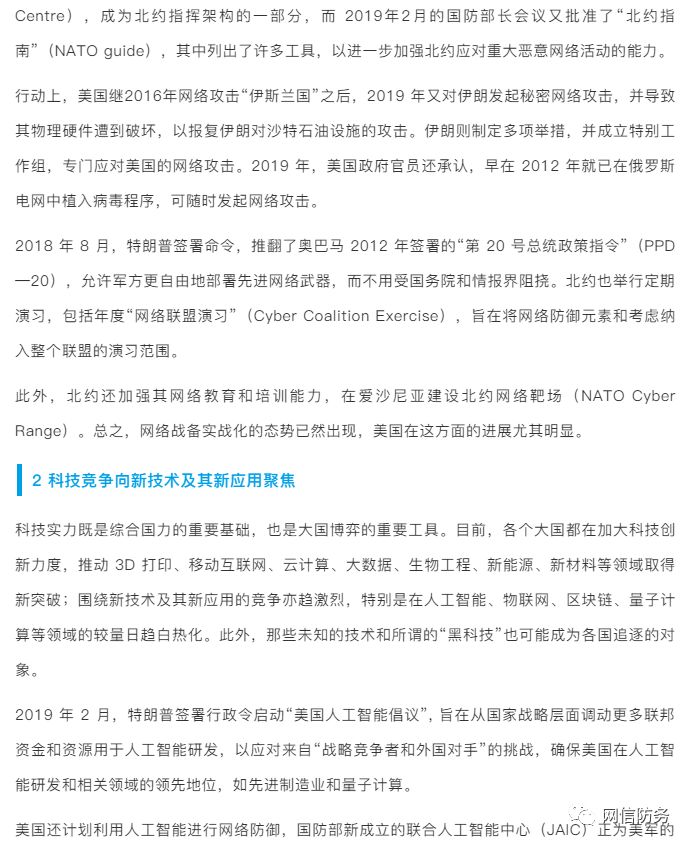 Centre），成为北约指挥架构的一部分，而 2019年2月的国防部长会议又批准了“北约指
南”（NATO guide），其中列出了许多工具，以进一步加强北约应对重大恶意网络活动的能力。
行动上，美国继2016年网络攻击“伊斯兰国”之后，2019 年又对伊朗发起秘密网络攻击，并导致
其物理硬件遭到破坏，以报复伊朗对沙特石油设施的攻击。伊朗则制定多项举措，并成立特别工
作组，专门应对美国的网络攻击。2019 年，美国政府官员还承认，早在 2012 年就已在俄罗斯
电网中植入病毒程序，可随时发起网络攻击。
2018 年 8 月，特朗普签署命令，推翻了奥巴马 2012 年签署的“第 20 号总统政策指令”（PPD
—20），允许军方更自由地部署先进网络武器，而不用受国务院和情报界阻挠。北约也举行定期
演习，包括年度“网络联盟演习”（Cyber Coalition Exercise），旨在将网络防御元素和考虑纳
入整个联盟的演习范围。
此外，北约还加强其网络教育和培训能力，在爱沙尼亚建设北约网络靶场（NATO Cyber
Range）。总之，网络战备实战化的态势已然出现，美国在这方面的进展尤其明显。
2 科技竞争向新技术及其新应用聚焦
科技实力既是综合国力的重要基础，也是大国博弈的重要工具。目前，各个大国都在加大科技创
新力度，推动 3D 打印、移动互联网、云计算、大数据、生物工程、新能源、新材料等领域取得
新突破；围绕新技术及其新应用的竞争亦趋激烈，特别是在人工智能、物联网、区块链、量子计
算等领域的较量日趋白热化。此外，那些未知的技术和所谓的“黑科技”也可能成为各国追逐的对
象。
2019 年 2 月，特朗普签署行政令启动“美国人工智能倡议”，旨在从国家战略层面调动更多联邦
资金和资源用于人工智能研发，以应对来自“战略竞争者和外国对手”的挑战，确保美国在人工智
能研发和相关领域的领先地位，如先进制造业和量子计算。
美国还计划利用人工智能进行网络防御，国防部新成立的联合人工智能中心（JAIC）正为美军的
网信防务